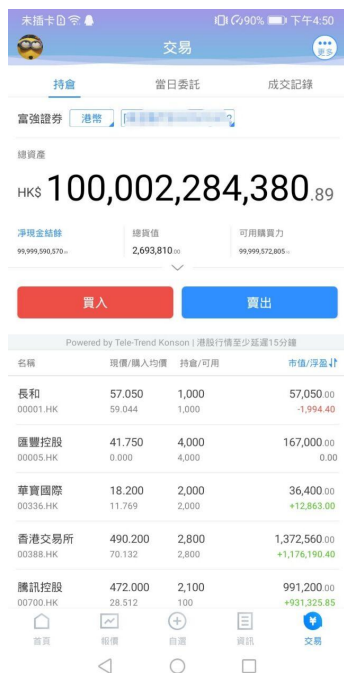 未插卡 90% 下午4:50
交易
更多
持倉 當日委託 成交記錄
富強證券 港幣
總資產
HK$ 100,002,284,380.89
淨現金結餘 總貨值 可用購買力
99,999,590,570 2,693,810.00 99,999,572,805
買入 賣出
Powered by Tele-Trend Konson | 港股行情至少延遲15分鐘
名稱 現價/購入均價 持倉/可用 市值/浮盈
長和 57.050 1,000 57,050.00
00001.HK 59.044 1,000 -1,994.40
匯豐控股 41.750 4,000 167,000.00
00005.HK 0.000 4,000 0.00
華寶國際 18.200 2,000 36,400.00
00336.HK 11.769 2,000 +12,863.00
香港交易所 490.200 2,800 1,372,560.00
00388.HK 70.132 2,800 +1,176,190.40
騰訊控股 472.000 2,100 991,200.00
00700.HK 28.512 100 +931,325.85
首頁 報價 自選 資訊 交易